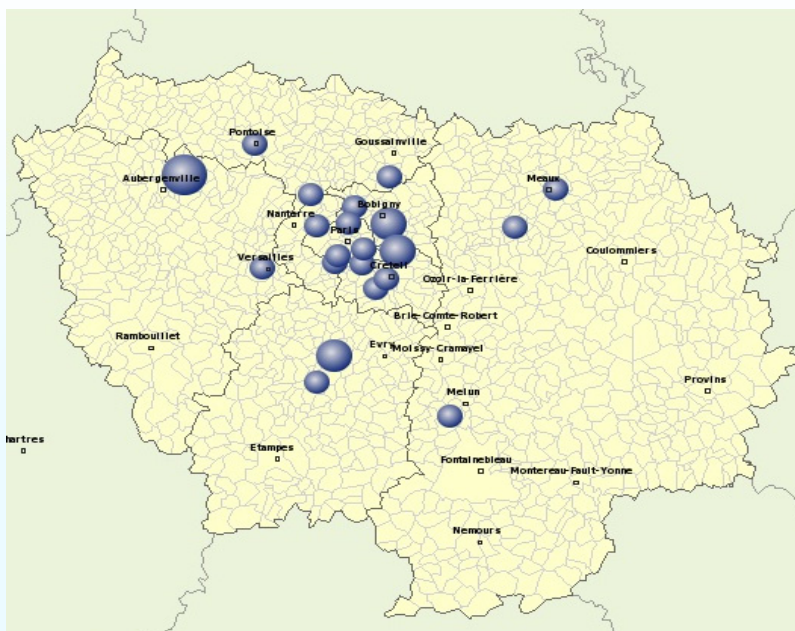 Pontoise
Goussainville
Aubergenville
Meaux
Bobigny
Nanterre
Paris
Versailles
Coulommiers
Créteil
Ozoir-la-Ferrière
Brie-Comte-Robert
Rambouillet
Evry
Moissy-Cramayel
Provins
Melun
hartres
Etampes
Fontainebleau
Montereau-Fault-Yonne
Nemours